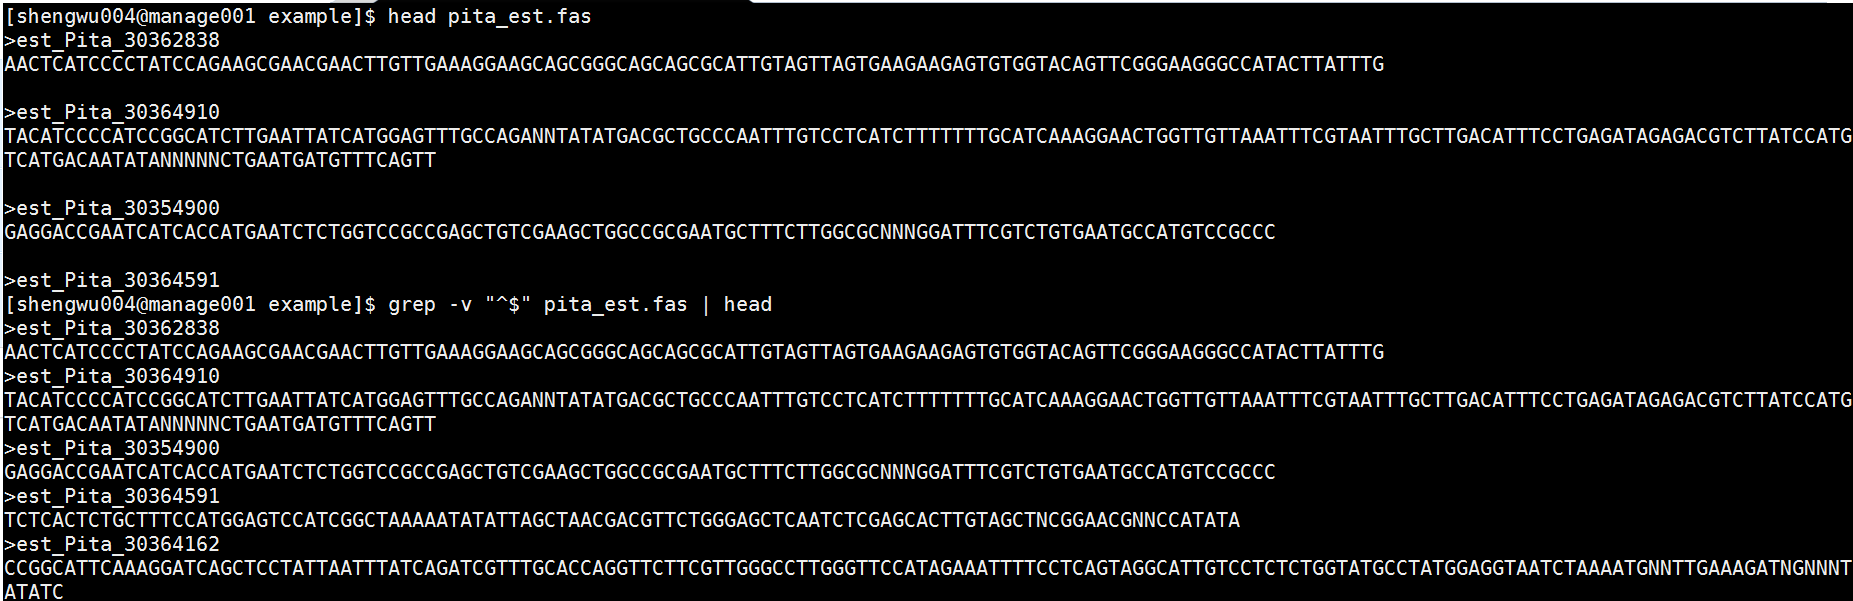 [shengwu004@manage001 example]$ head pita_est.fas
>est_Pita_30362838
AACTCATCCCCTATCCAGAAGCGAACGAACTTGTTGAAAGGAAGCAGCGGGCAGCAGCGCATTGTAGTTAGTGAAGAAGAGTGTGGTACAGTTCGGGAAGGGCCATACTTATTTG
>est_Pita_30364910
TACATCCCCATCCGGCATCTTGAATTATCATGGAGTTTGCCAGANNTATATGACGCTGCCCAATTTGTCCTCATCTTTTTTTGCATCAAAGGAACTGGTTGTTAAATTTCGTAATTTGCTTGACATTTCCTGAGATAGAGACGTCTTATCCATG
TCATGACAATATANNNNNCTGAATGATGTTTCAGTT
>est_Pita_30354900
GAGGACCGAATCATCACCATGAATCTCTGGTCCGCCGAGCTGTCGAAGCTGGCCGCGAATGCTTTCTTGGCGCNNNGGATTTCGTCTGTGAATGCCATGTCCGCCC
>est_Pita_30364591
[shengwu004@manage001 example]$ grep -v "^$" pita_est.fas | head
>est_Pita_30362838
AACTCATCCCCTATCCAGAAGCGAACGAACTTGTTGAAAGGAAGCAGCGGGCAGCAGCGCATTGTAGTTAGTGAAGAAGAGTGTGGTACAGTTCGGGAAGGGCCATACTTATTTG
>est_Pita_30364910
TACATCCCCATCCGGCATCTTGAATTATCATGGAGTTTGCCAGANNTATATGACGCTGCCCAATTTGTCCTCATCTTTTTTTGCATCAAAGGAACTGGTTGTTAAATTTCGTAATTTGCTTGACATTTCCTGAGATAGAGACGTCTTATCCATG
TCATGACAATATANNNNNCTGAATGATGTTTCAGTT
>est_Pita_30354900
GAGGACCGAATCATCACCATGAATCTCTGGTCCGCCGAGCTGTCGAAGCTGGCCGCGAATGCTTTCTTGGCGCNNNGGATTTCGTCTGTGAATGCCATGTCCGCCC
>est_Pita_30364591
TCTCACTCTGCTTTCCATGGAGTCCATCGGCTAAAAATATATTAGCTAACGACGTTCTGGGAGCTCAATCTCGAGCACTTGTAGCTNCGGAACGNNCCATATA
>est_Pita_30364162
CCGGCATTCAAAGGATCAGCTCCTATTAATTTATCAGATCGTTTGCACCAGGTTCTTCGTTGGGCCTTGGGTTCCATAGAAATTTTCCTCAGTAGGCATTGTCCTCTCTGGTATGCCTATGGAGGTAATCTAAAATGNNTTGAAAGATNGNNNT
ATATC